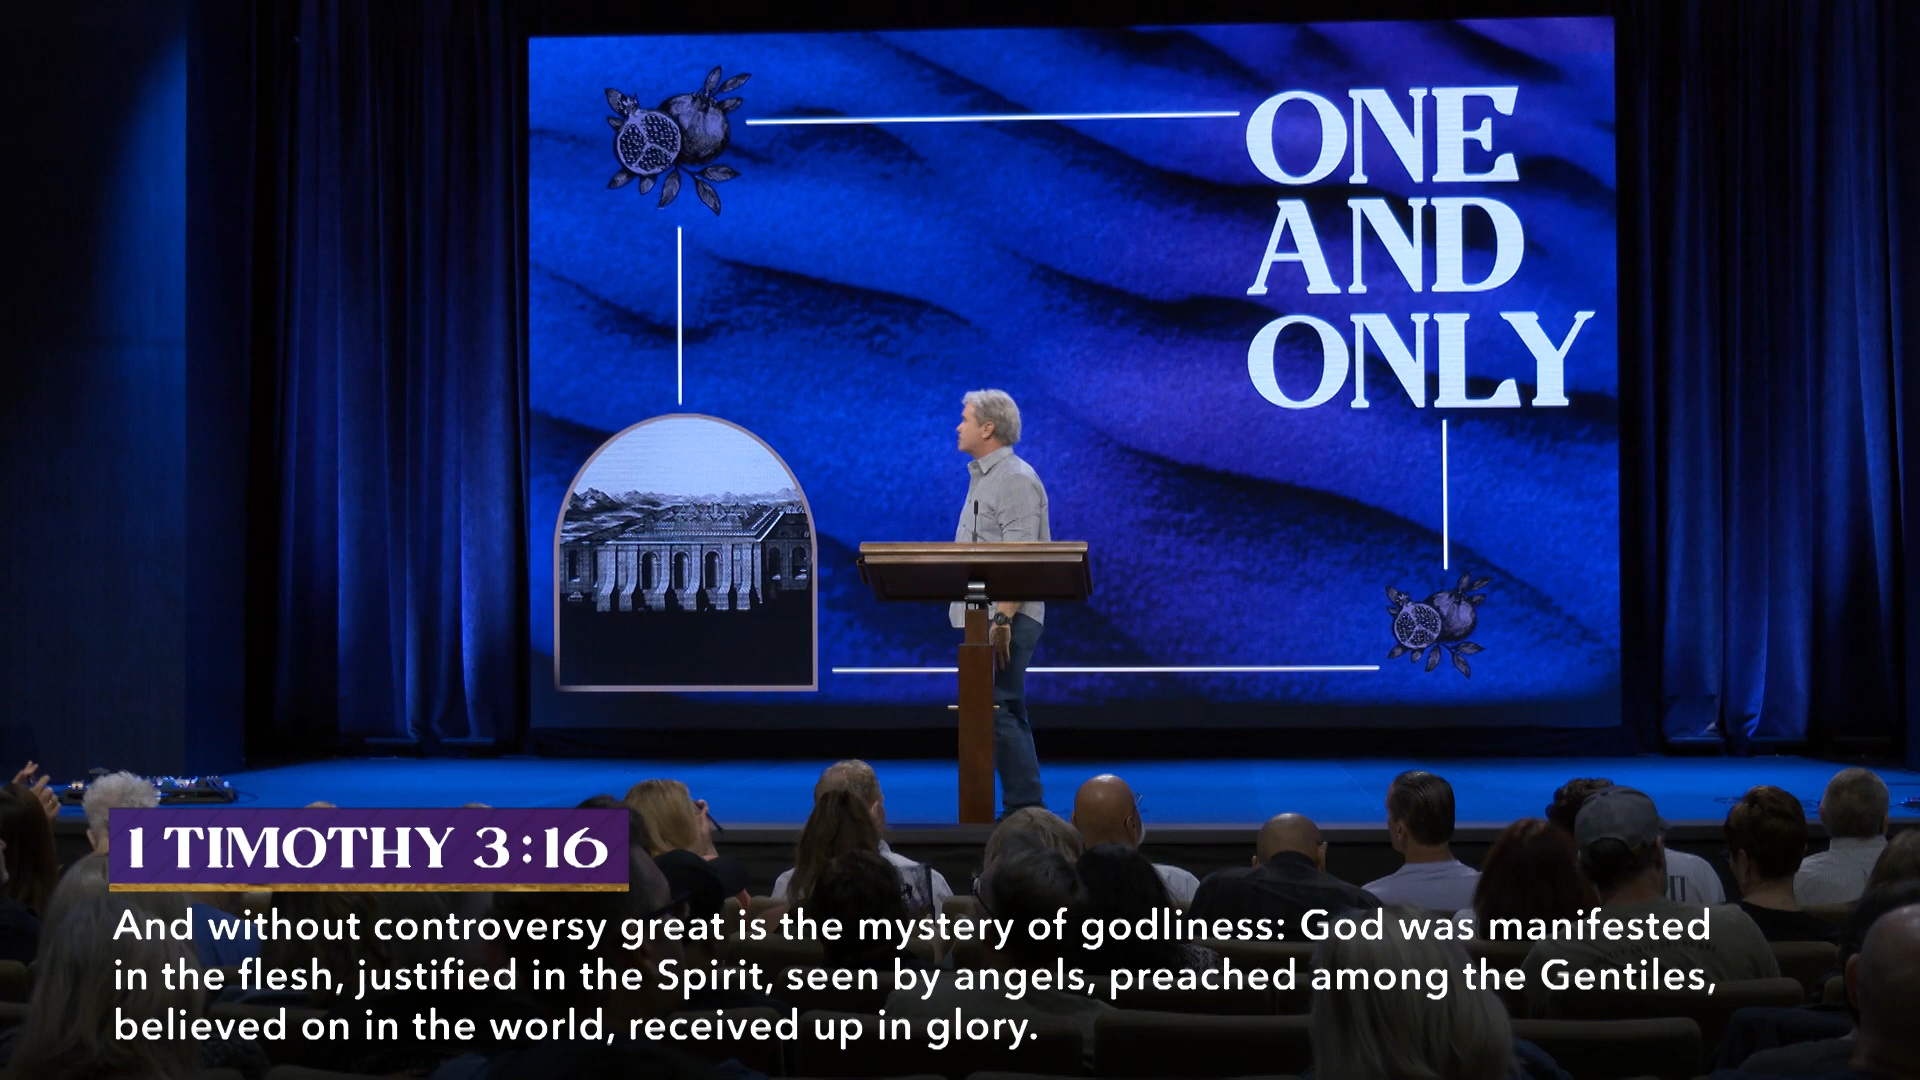 ONE
AND
ONLY
1 TIMOTHY 3:16
And without controversy great is the mystery of godliness: God was manifested
in the flesh, justified in the Spirit, seen by angels, preached among the Gentiles,
believed on in the world, received up in glory.